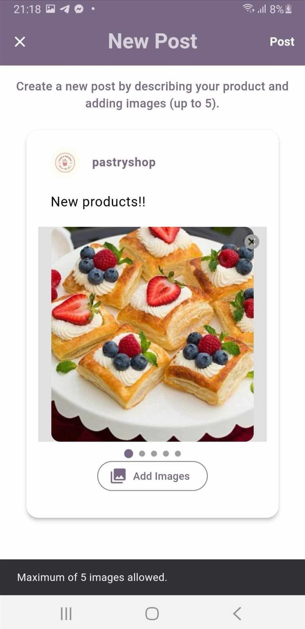 21:18
8%
New Post
Post
Create a new post by describing your product and
adding images (up to 5).
pastryshop
New products!!
Add Images
Maximum of 5 images allowed.